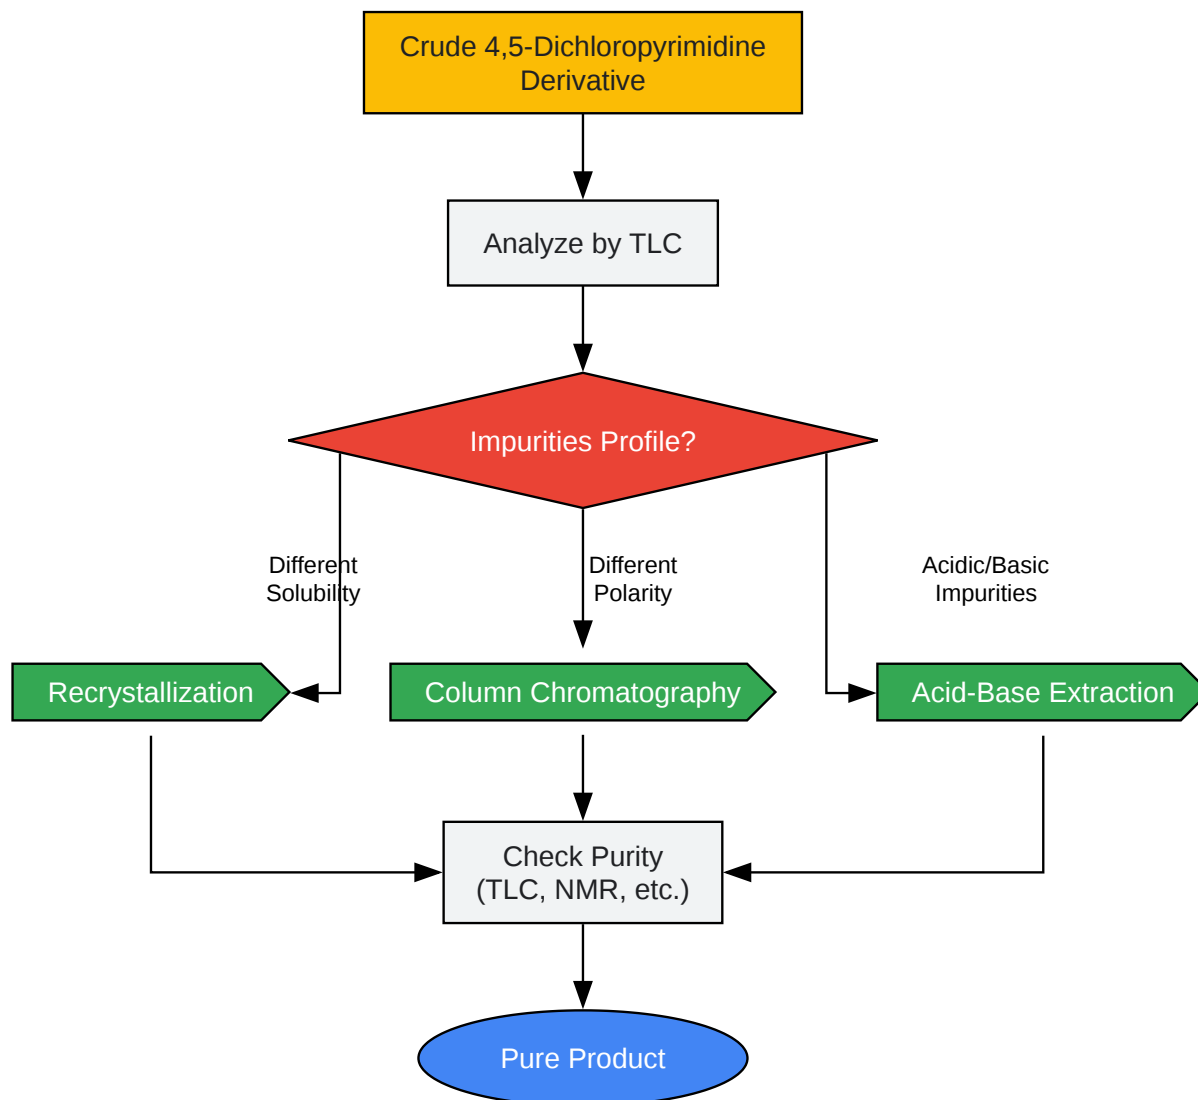 Crude 4,5-Dichloropyrimidine
Derivative
Analyze by TLC
Impurities Profile?
Different
Solubility
Different
Polarity
Acidic/Basic
Impurities
Recrystallization
Column Chromatography
Acid-Base Extraction
Check Purity
(TLC, NMR, etc.)
Pure Product